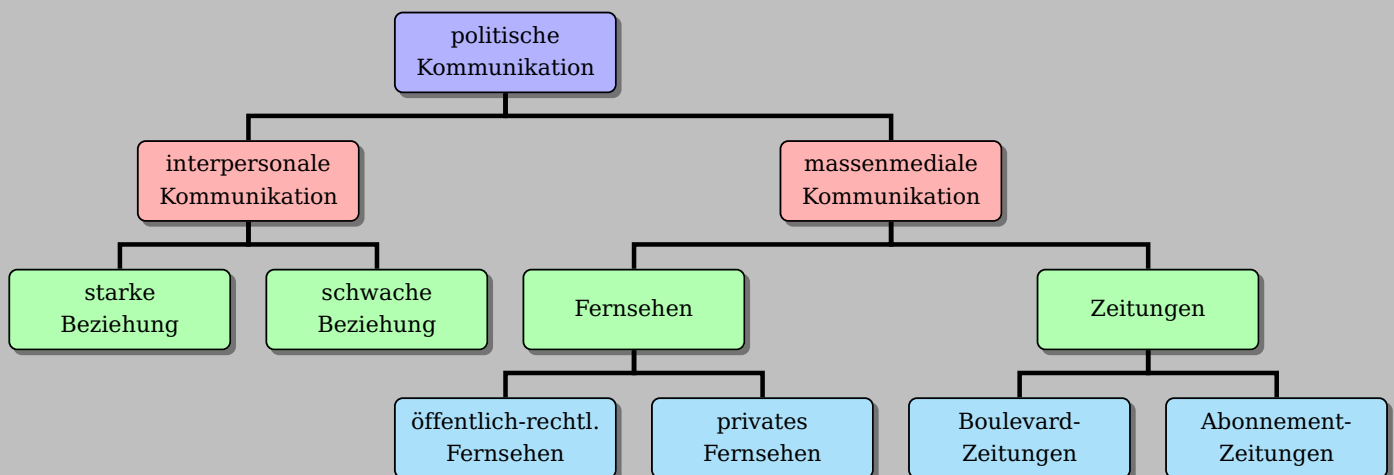 politische
Kommunikation
interpersonale
Kommunikation
massenmediale
Kommunikation
starke
Beziehung
schwache
Beziehung
Fernsehen
Zeitungen
öffentlich-rechtl.
Fernsehen
privates
Fernsehen
Boulevard-
Zeitungen
Abonnement-
Zeitungen